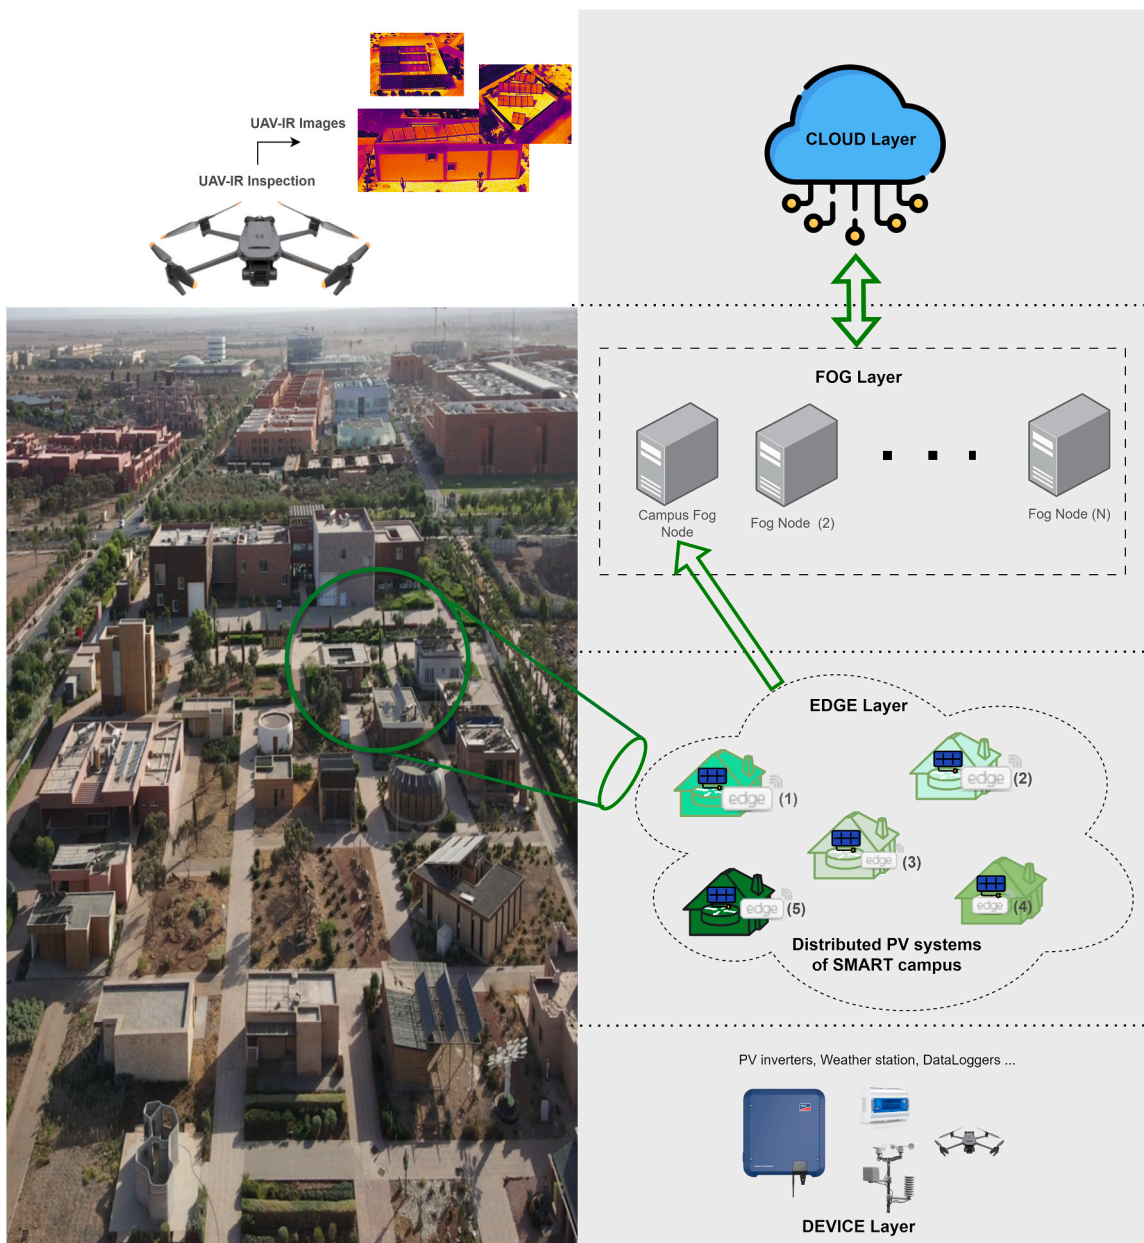 UAV-IR Images
UAV-IR Inspection
CLOUD Layer
FOG Layer
Campus Fog
Node
Fog Node (2)
Fog Node (N)
EDGE Layer
edge (1)
edge (2)
edge (3)
edge (4)
edge (5)
Distributed PV systems
of SMART campus
PV inverters, Weather station, DataLoggers ...
DEVICE Layer